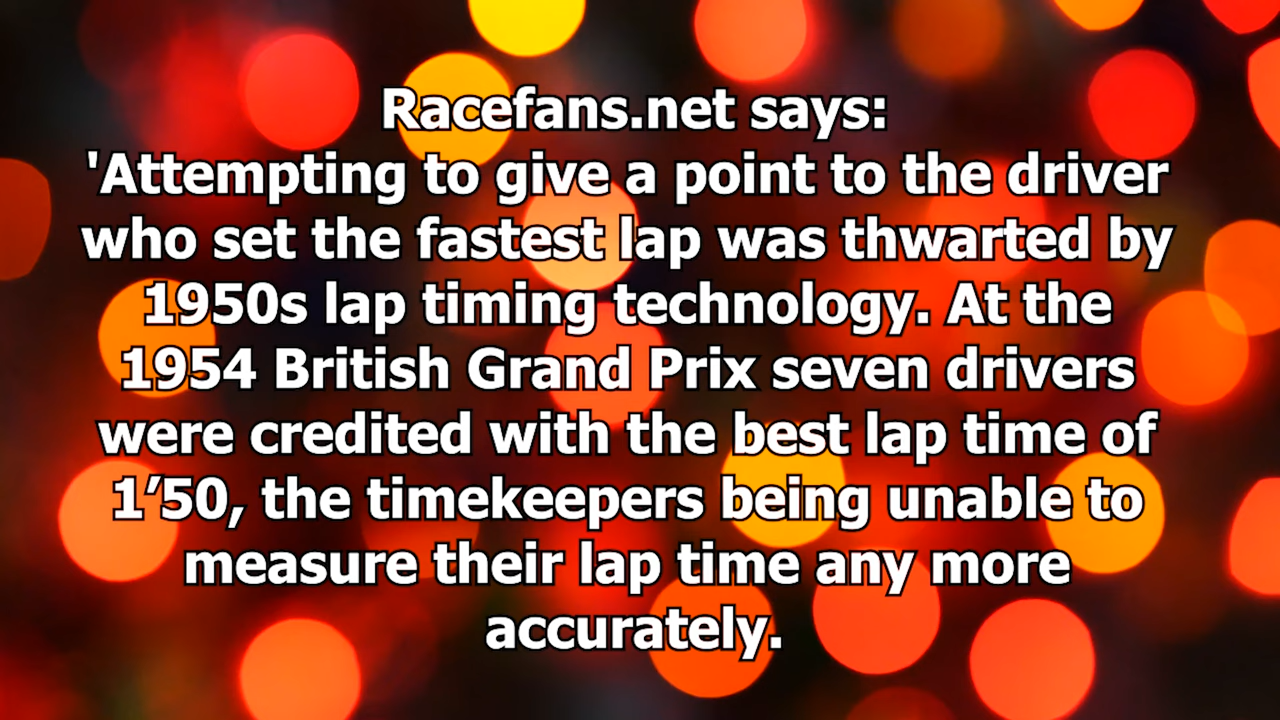 Racefans.net says:
'Attempting to give a point to the driver
who set the fastest lap was thwarted by
1950s lap timing technology. At the
1954 British Grand Prix seven drivers
were credited with the best lap time of
1’50, the timekeepers being unable to
measure their lap time any more
accurately.